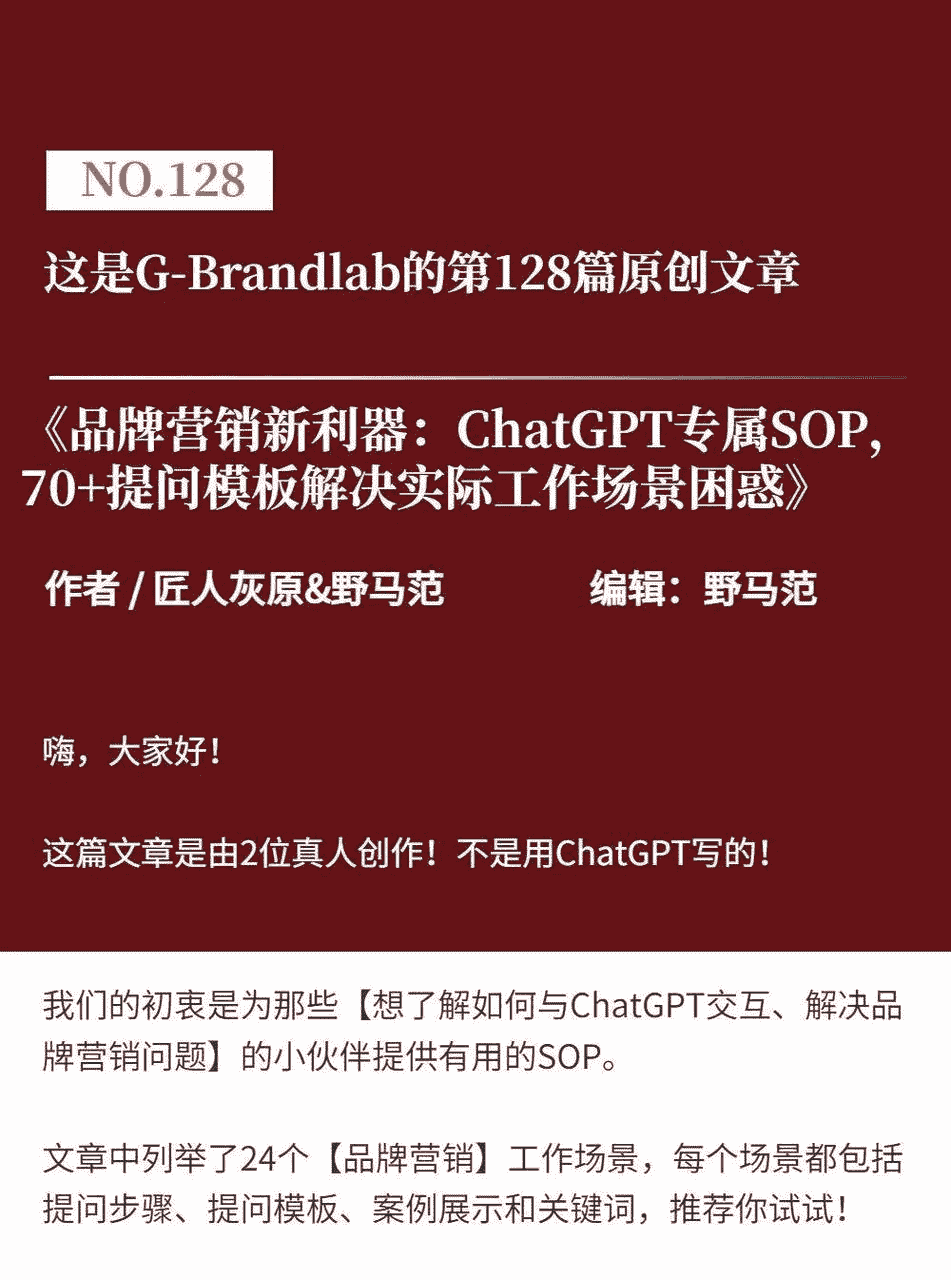 NO.128
这是G-Brandlab的第128篇原创文章
《品牌营销新利器：ChatGPT专属SOP，
70+提问模板解决实际工作场景困惑》
作者 / 匠人灰原&野马范 编辑：野马范
嗨，大家好！
这篇文章是由2位真人创作！不是用ChatGPT写的！
我们的初衷是为那些【想了解如何与ChatGPT交互、解决品
牌营销问题】的小伙伴提供有用的SOP。
文章中列举了24个【品牌营销】工作场景，每个场景都包括
提问步骤、提问模板、案例展示和关键词，推荐你试试！